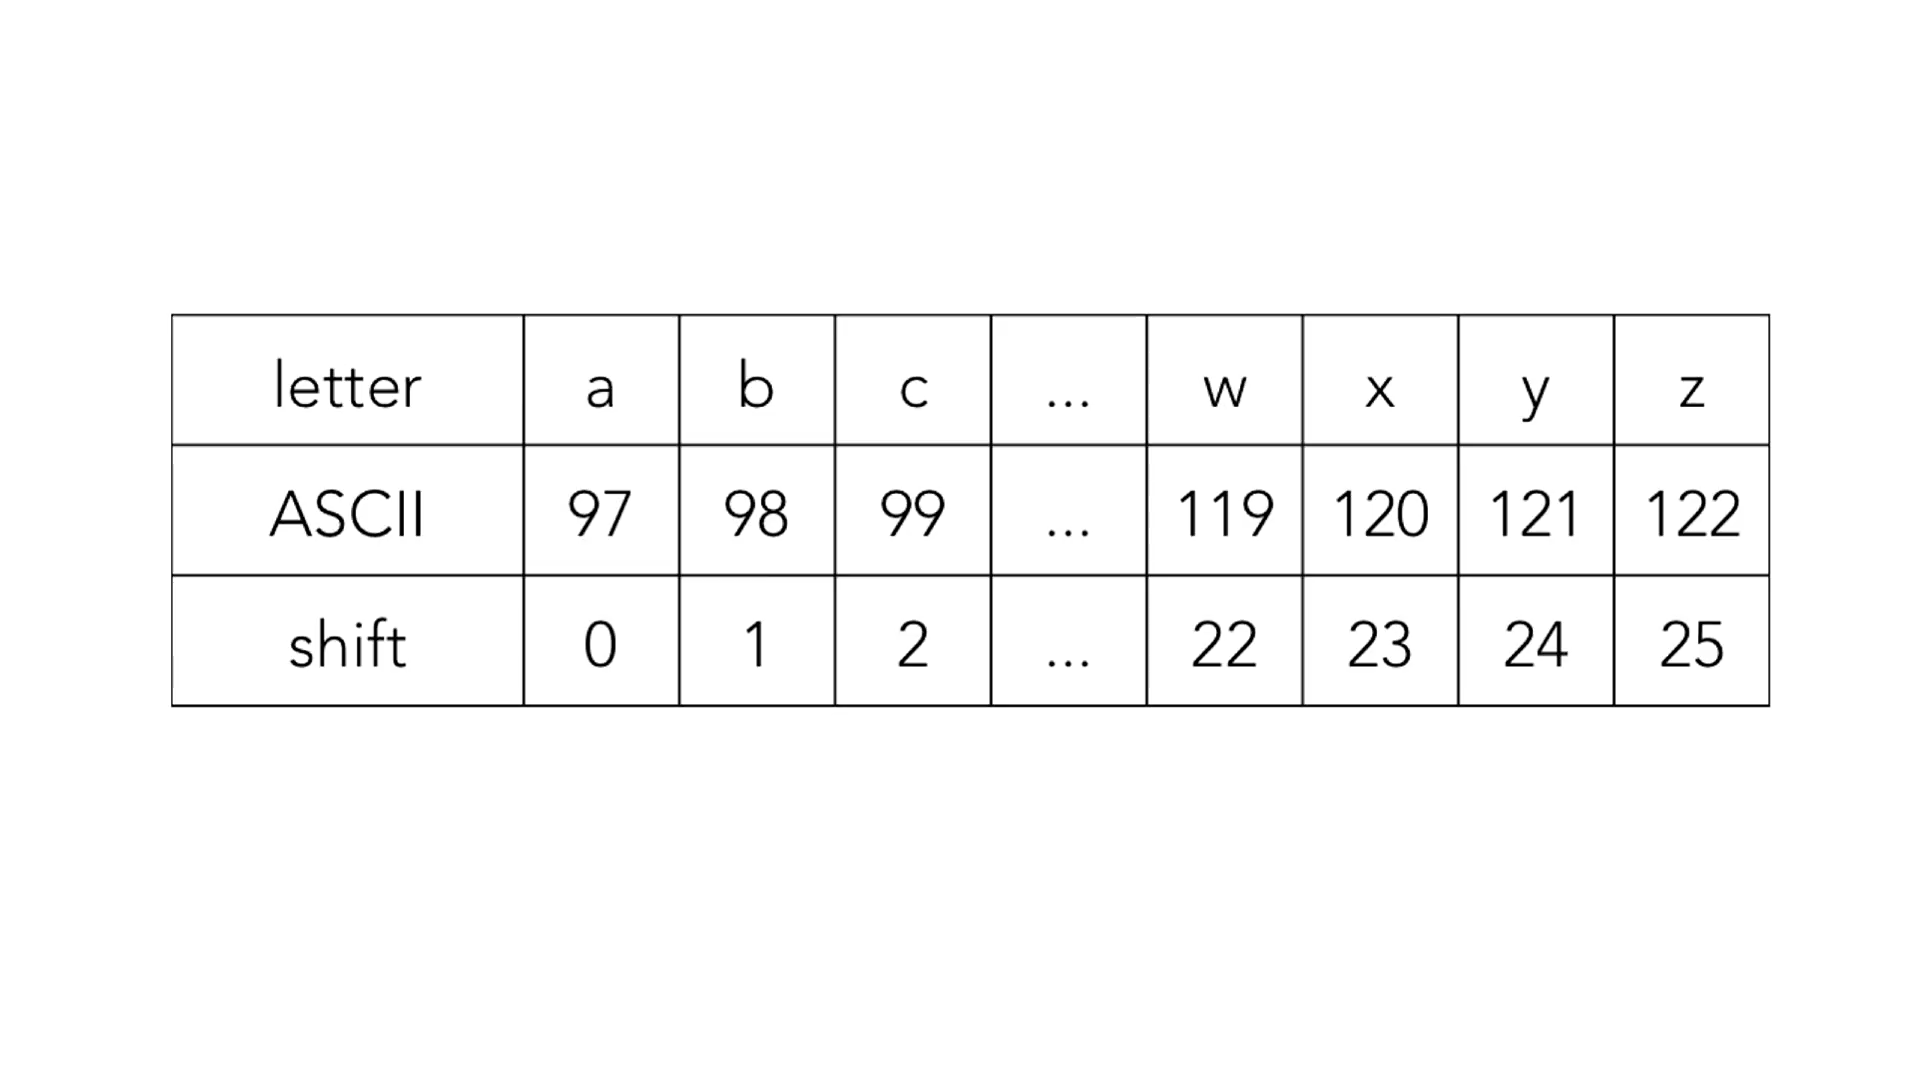 letter a b c ... w x y z
ASCII 97 98 99 ... 119 120 121 122
shift 0 1 2 ... 22 23 24 25